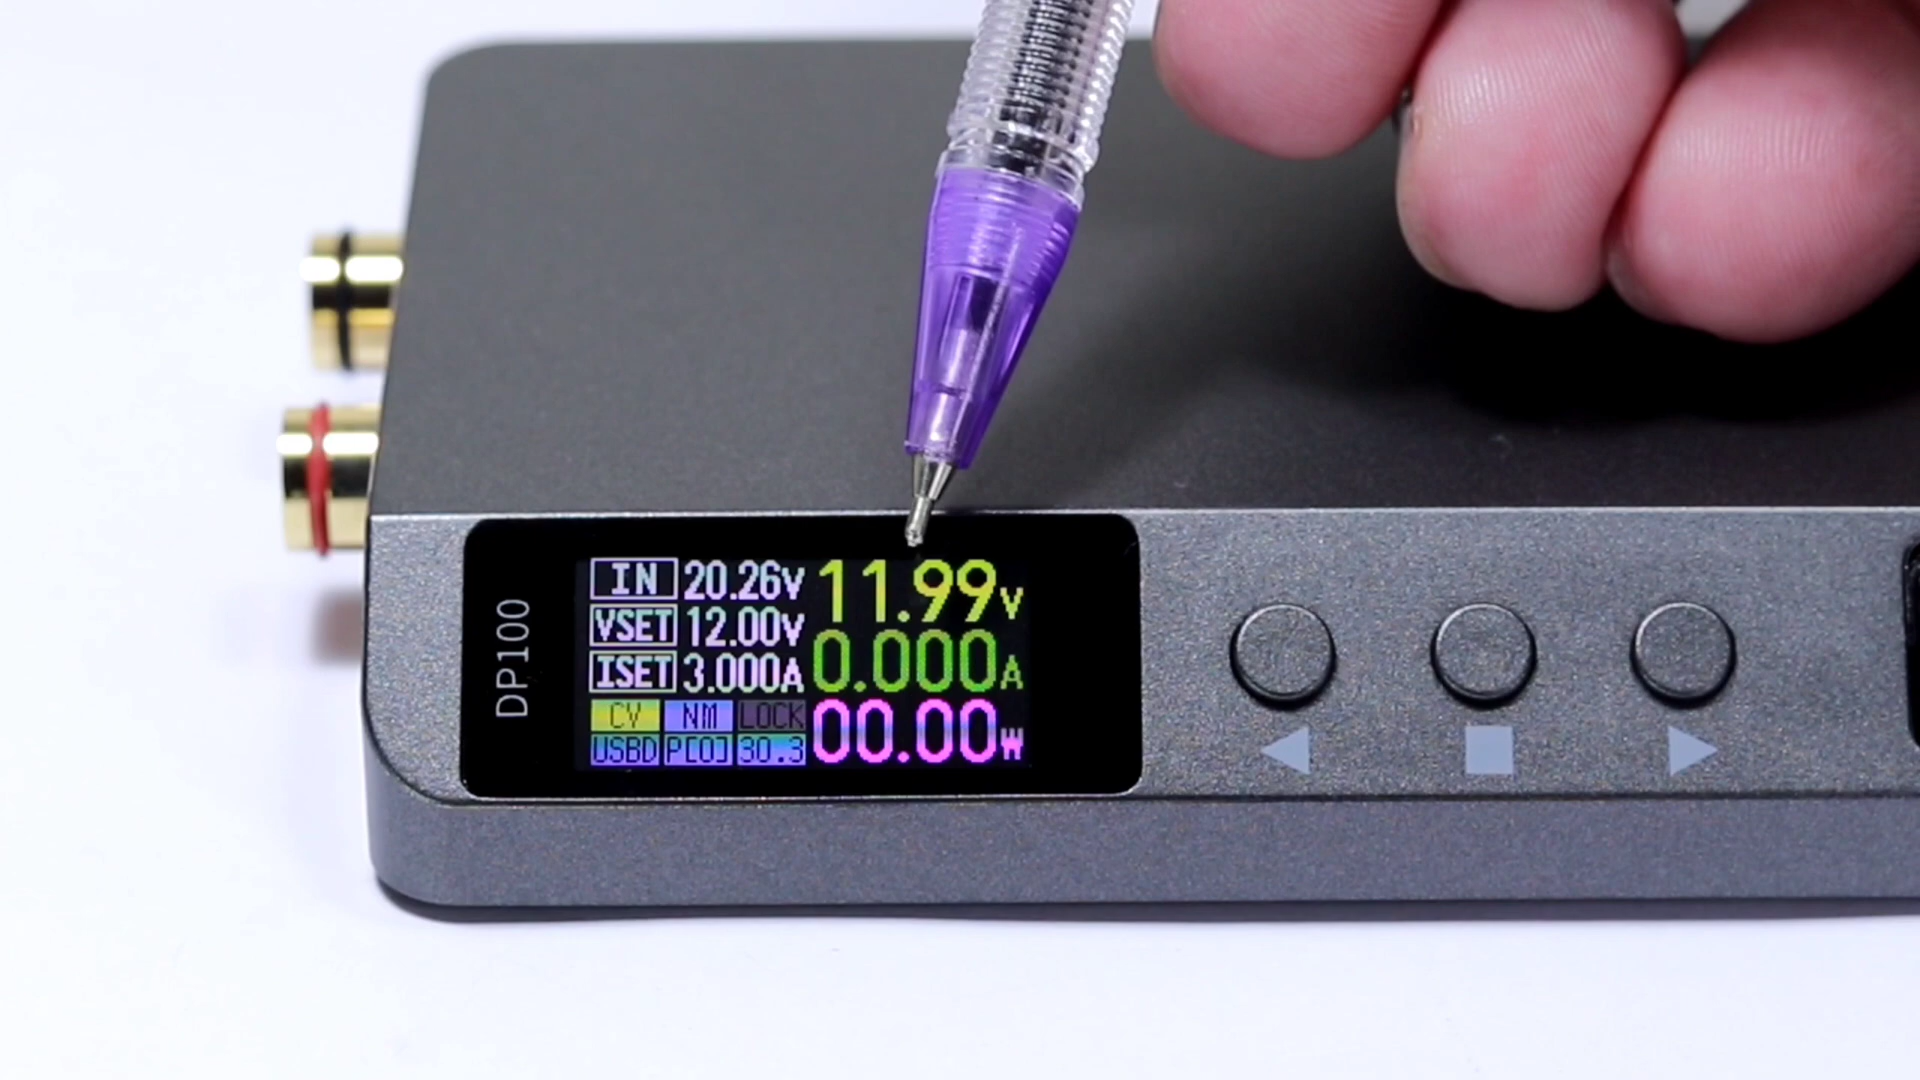 DP100
IN 20.26V 11.99V
VSET 12.00V
ISET 3.000A 0.000A
CV NM LOCK 00.00W
USBD P[0] 30.3